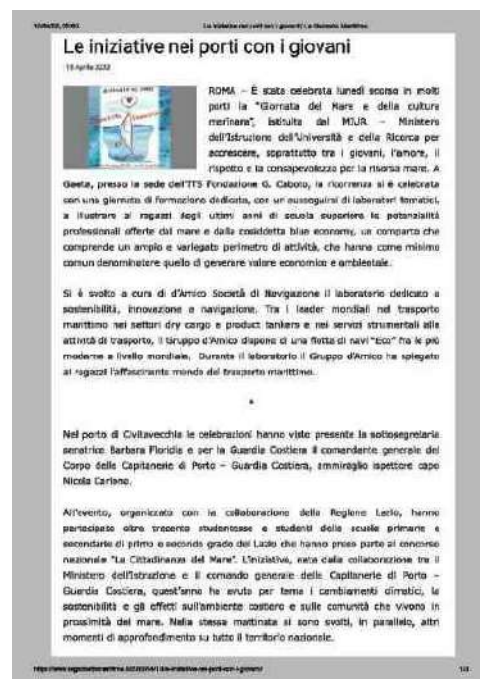 Le iniziative nei porti con i giovani
Aprile
ROMA – È stata celebrata lunedì scorso in molti
porti la "Giornata del Mare e della cultura
marinara", istituita dal MIUR – Ministero
dell'Istruzione dell'Università e della Ricerca per
accrescere, soprattutto tra i giovani, l'amore, il
rispetto e la consapevolezza per la risorsa mare. A
Gaeta, presso la sede dell'ITS Fondazione G. Caboto, la ricorrenza si è celebrata
con una giornata di formazione dedicata, con un susseguirsi di laboratori tematici,
a illustrare ai ragazzi degli ultimi anni di scuola superiore le potenzialità
professionali offerte dal mare e dalla cosiddetta blue economy, un comparto che
comprende un ampio e variegato perimetro di attività, che hanno come minimo
comun denominatore quello di generare valore economico e ambientale.
Si è svolto a cura di d'Amico Società di Navigazione il laboratorio dedicato a
sostenibilità, innovazione e navigazione. Tra i leader mondiali nel trasporto
marittimo nei settori dry cargo e product tankers e nei servizi strumentali alle
attività di trasporto, il Gruppo d'Amico dispone di una flotta di navi "Eco" fra le più
moderne a livello mondiale. Durante il laboratorio il Gruppo d'Amico ha spiegato
ai ragazzi l'affascinante mondo del trasporto marittimo.
*
Nel porto di Civitavecchia le celebrazioni hanno visto presente la sottosegretaria
senatrice Barbara Floridia e per la Guardia Costiera il comandante generale del
Corpo delle Capitanerie di Porto – Guardia Costiera, ammiraglio ispettore capo
Nicola Carlone.
All'evento, organizzato con la collaborazione della Regione Lazio, hanno
partecipato oltre trecento studentesse e studenti delle scuole primarie e
secondarie di primo e secondo grado del Lazio che hanno preso parte al concorso
nazionale "La Cittadinanza del Mare". L'iniziativa, nata dalla collaborazione tra il
Ministero dell'Istruzione e il comando generale delle Capitanerie di Porto –
Guardia Costiera, quest'anno ha avuto per tema i cambiamenti climatici, la
sostenibilità e gli effetti sull'ambiente costiero e sulle comunità che vivono in
prossimità del mare. Nella stessa mattinata si sono svolti, in parallelo, altri
momenti di approfondimento su tutto il territorio nazionale.